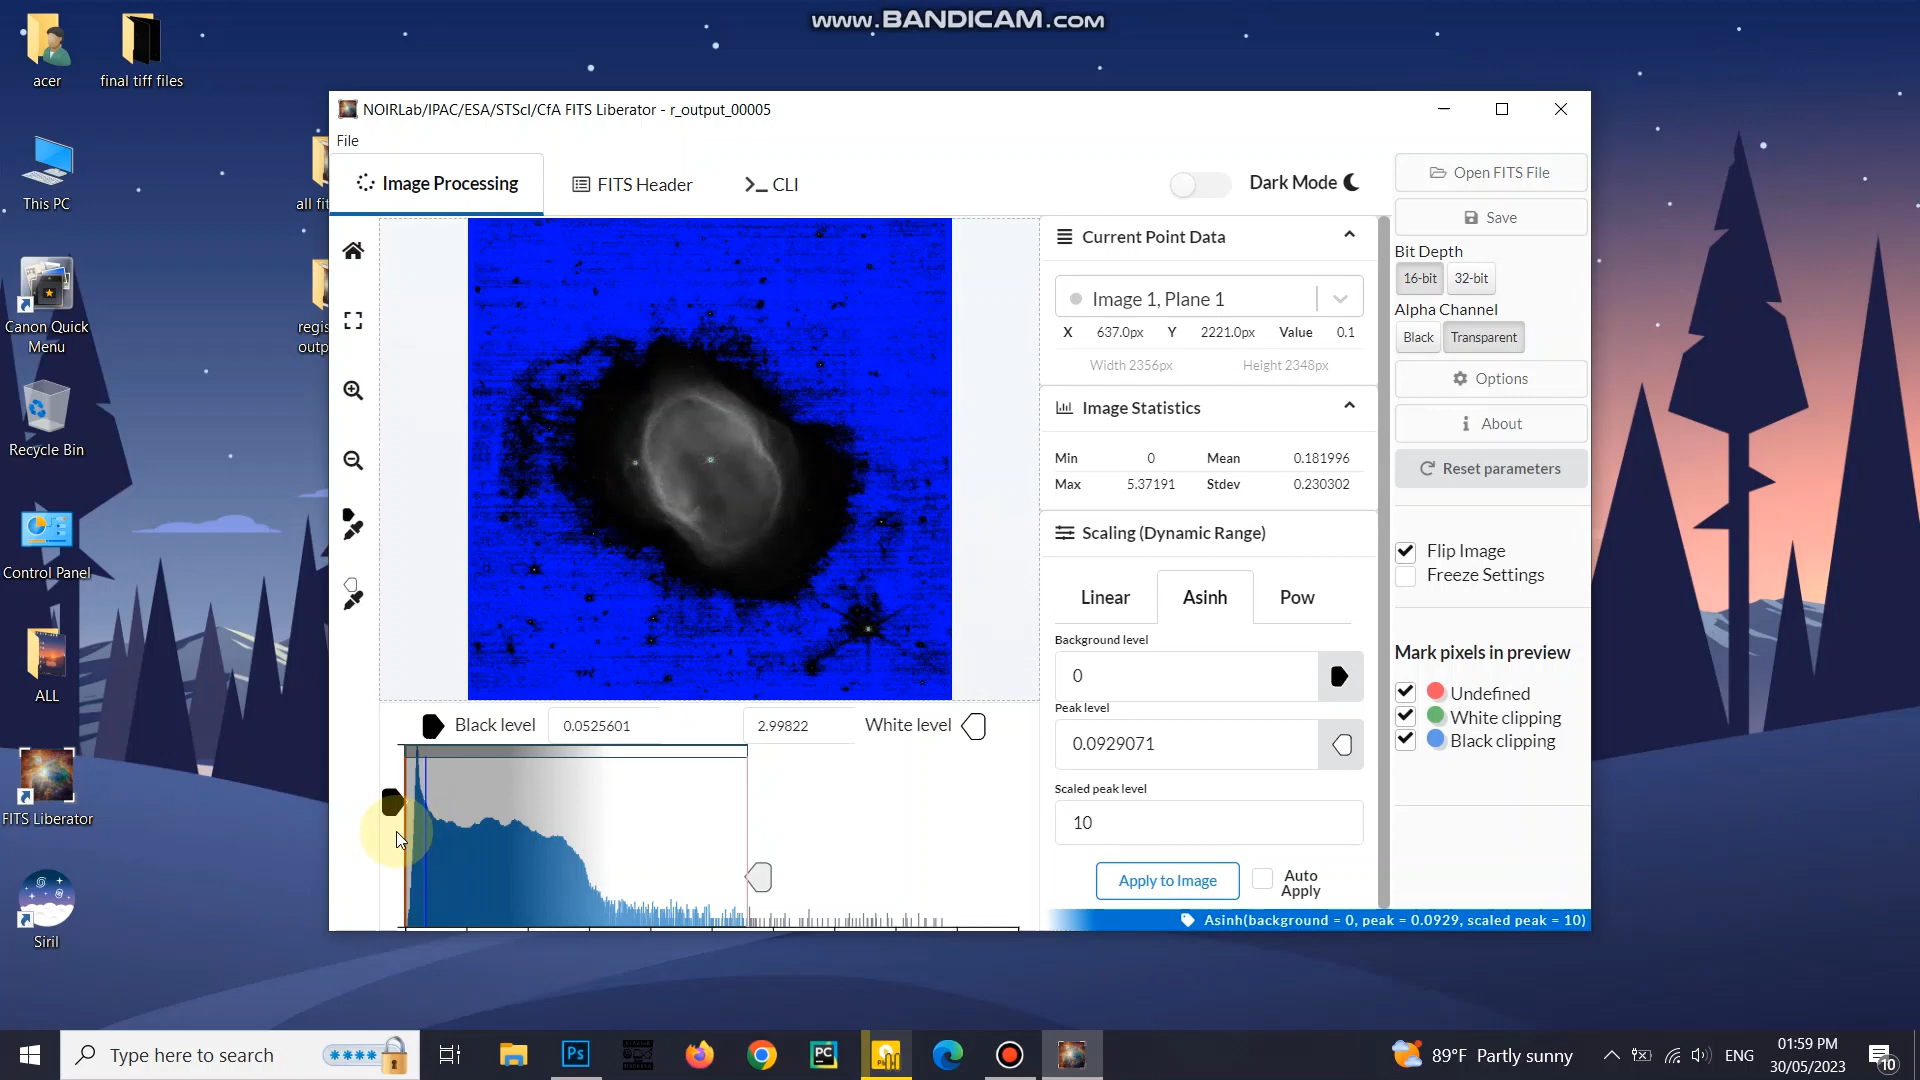 www.BANDICAM.com
acer
final tiff files
This PC
Canon Quick
Menu
Recycle Bin
Control Panel
ALL
FITS Liberator
Siril
all fit
regis
outp
NOIRLab/IPAC/ESA/STScI/CfA FITS Liberator - r_output_00005
File
Image Processing
FITS Header
CLI
Dark Mode
Current Point Data
Image 1, Plane 1
X 637.0px Y 2221.0px Value 0.1
Width 2356px Height 2348px
Image Statistics
Min 0 Mean 0.181996
Max 5.37191 Stdev 0.230302
Scaling (Dynamic Range)
Linear Asinh Pow
Background level
0
Peak level
0.0929071
Scaled peak level
10
Apply to Image
Auto
Apply
Black level 0.0525601 2.99822 White level
Asinh(background = 0, peak = 0.0929, scaled peak = 10)
Open FITS File
Save
Bit Depth
16-bit 32-bit
Alpha Channel
Black Transparent
Options
About
Reset parameters
Flip Image
Freeze Settings
Mark pixels in preview
Undefined
White clipping
Black clipping
Type here to search
Ps
PC
89°F Partly sunny
ENG
01:59 PM
30/05/2023
10